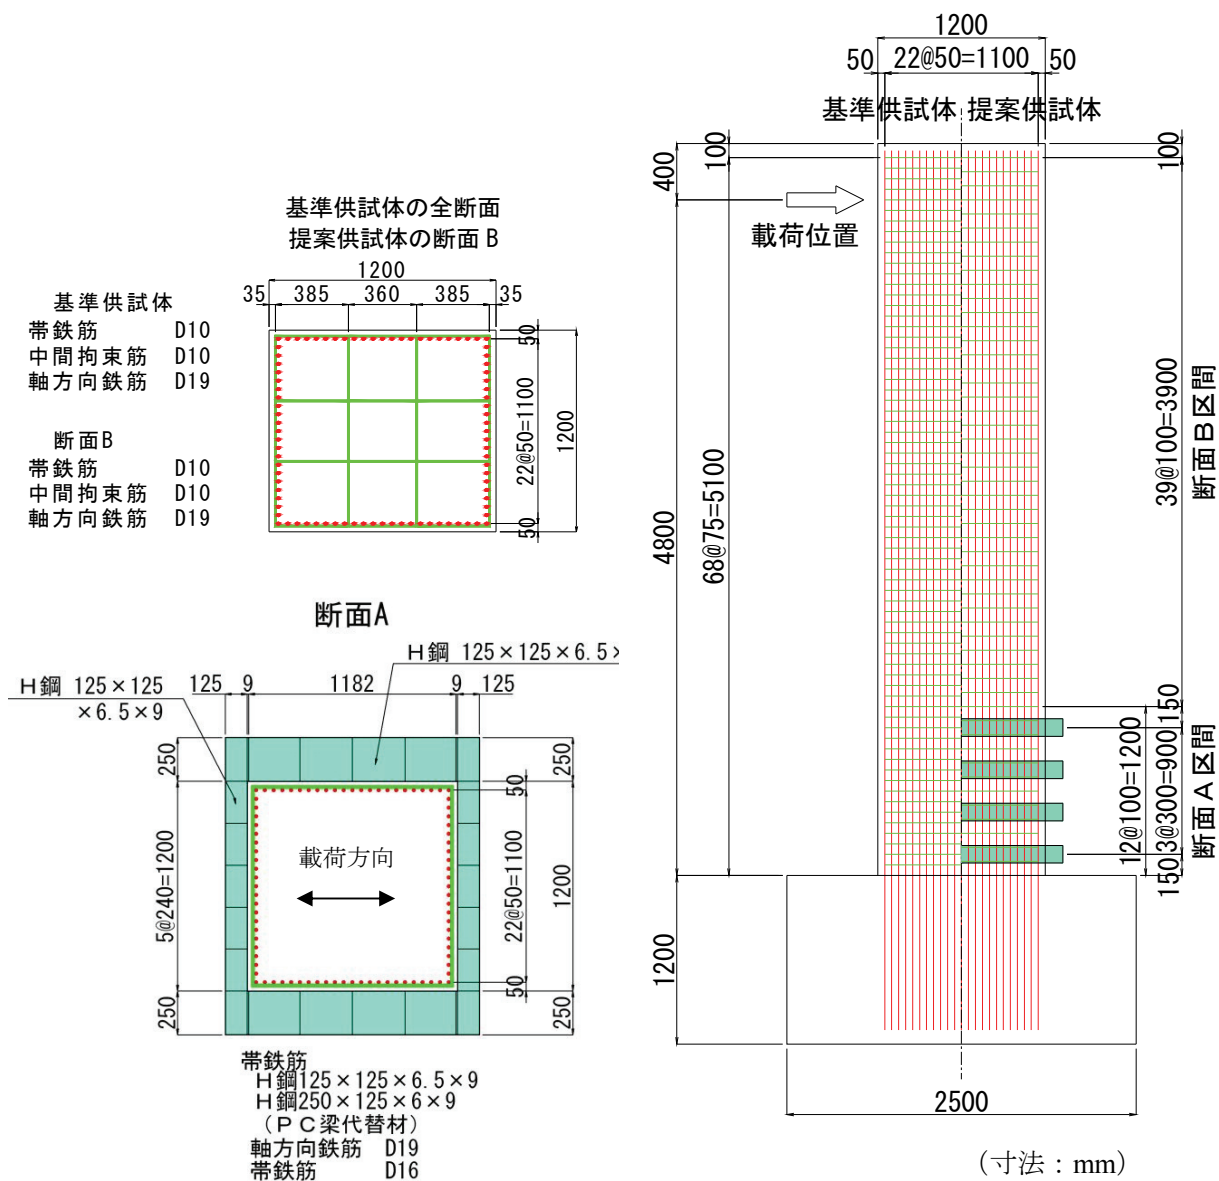 基準供試体の全断面
提案供試体の断面 B
1200
35 385 360 385 35
基準供試体
帯鉄筋 D10
中間拘束筋 D10
軸方向鉄筋 D19
断面B
帯鉄筋 D10
中間拘束筋 D10
軸方向鉄筋 D19
50
22@50=1100
50
1200
断面A
H鋼 125×125×6.5×
H鋼 125×125
×6.5×9
125 9 1182 9 125
250
5@240=1200
250
50
22@50=1100
50
250
1200
250
載荷方向
帯鉄筋
H鋼125×125×6.5×9
H鋼250×125×6×9
(PC梁代替材)
軸方向鉄筋 D19
帯鉄筋 D16
1200
50 22@50=1100 50
基準供試体 提案供試体
400
100
100
載荷位置
4800
68@75=5100
39@100=3900
断面B区間
150
12@100=1200
3@300=900
150
断面A区間
1200
2500
(寸法:mm)